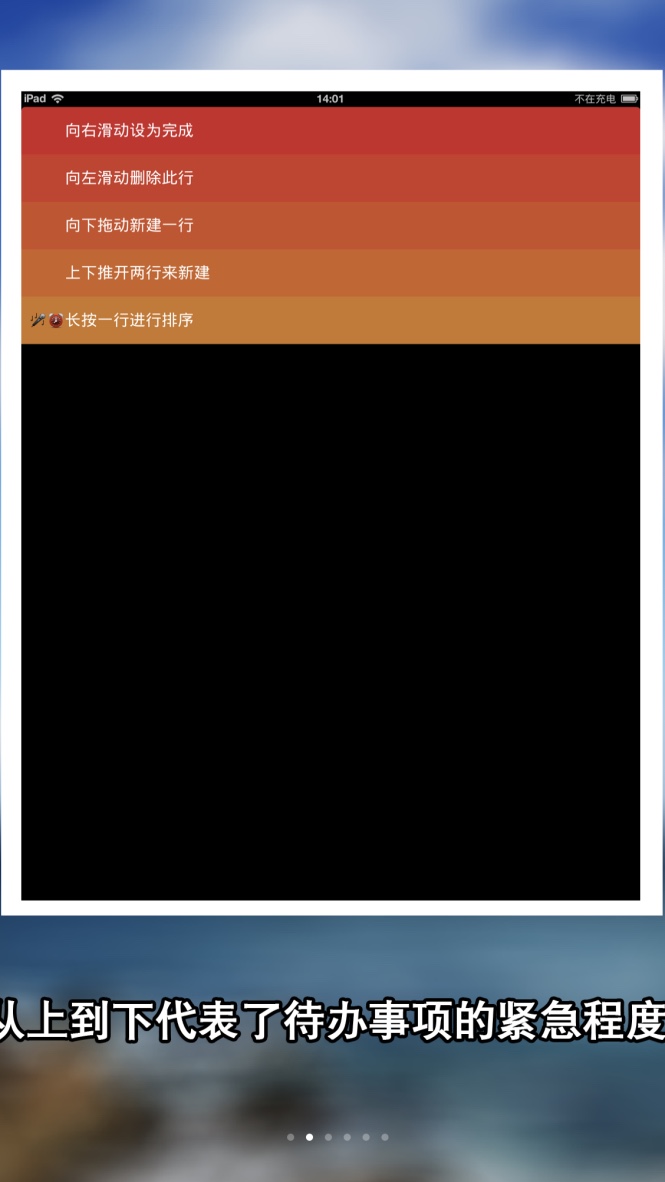 iPad 14:01 不在充电
向右滑动设为完成
向左滑动删除此行
向下拖动新建一行
上下推开两行来新建
长按一行进行排序
从上到下代表了待办事项的紧急程度